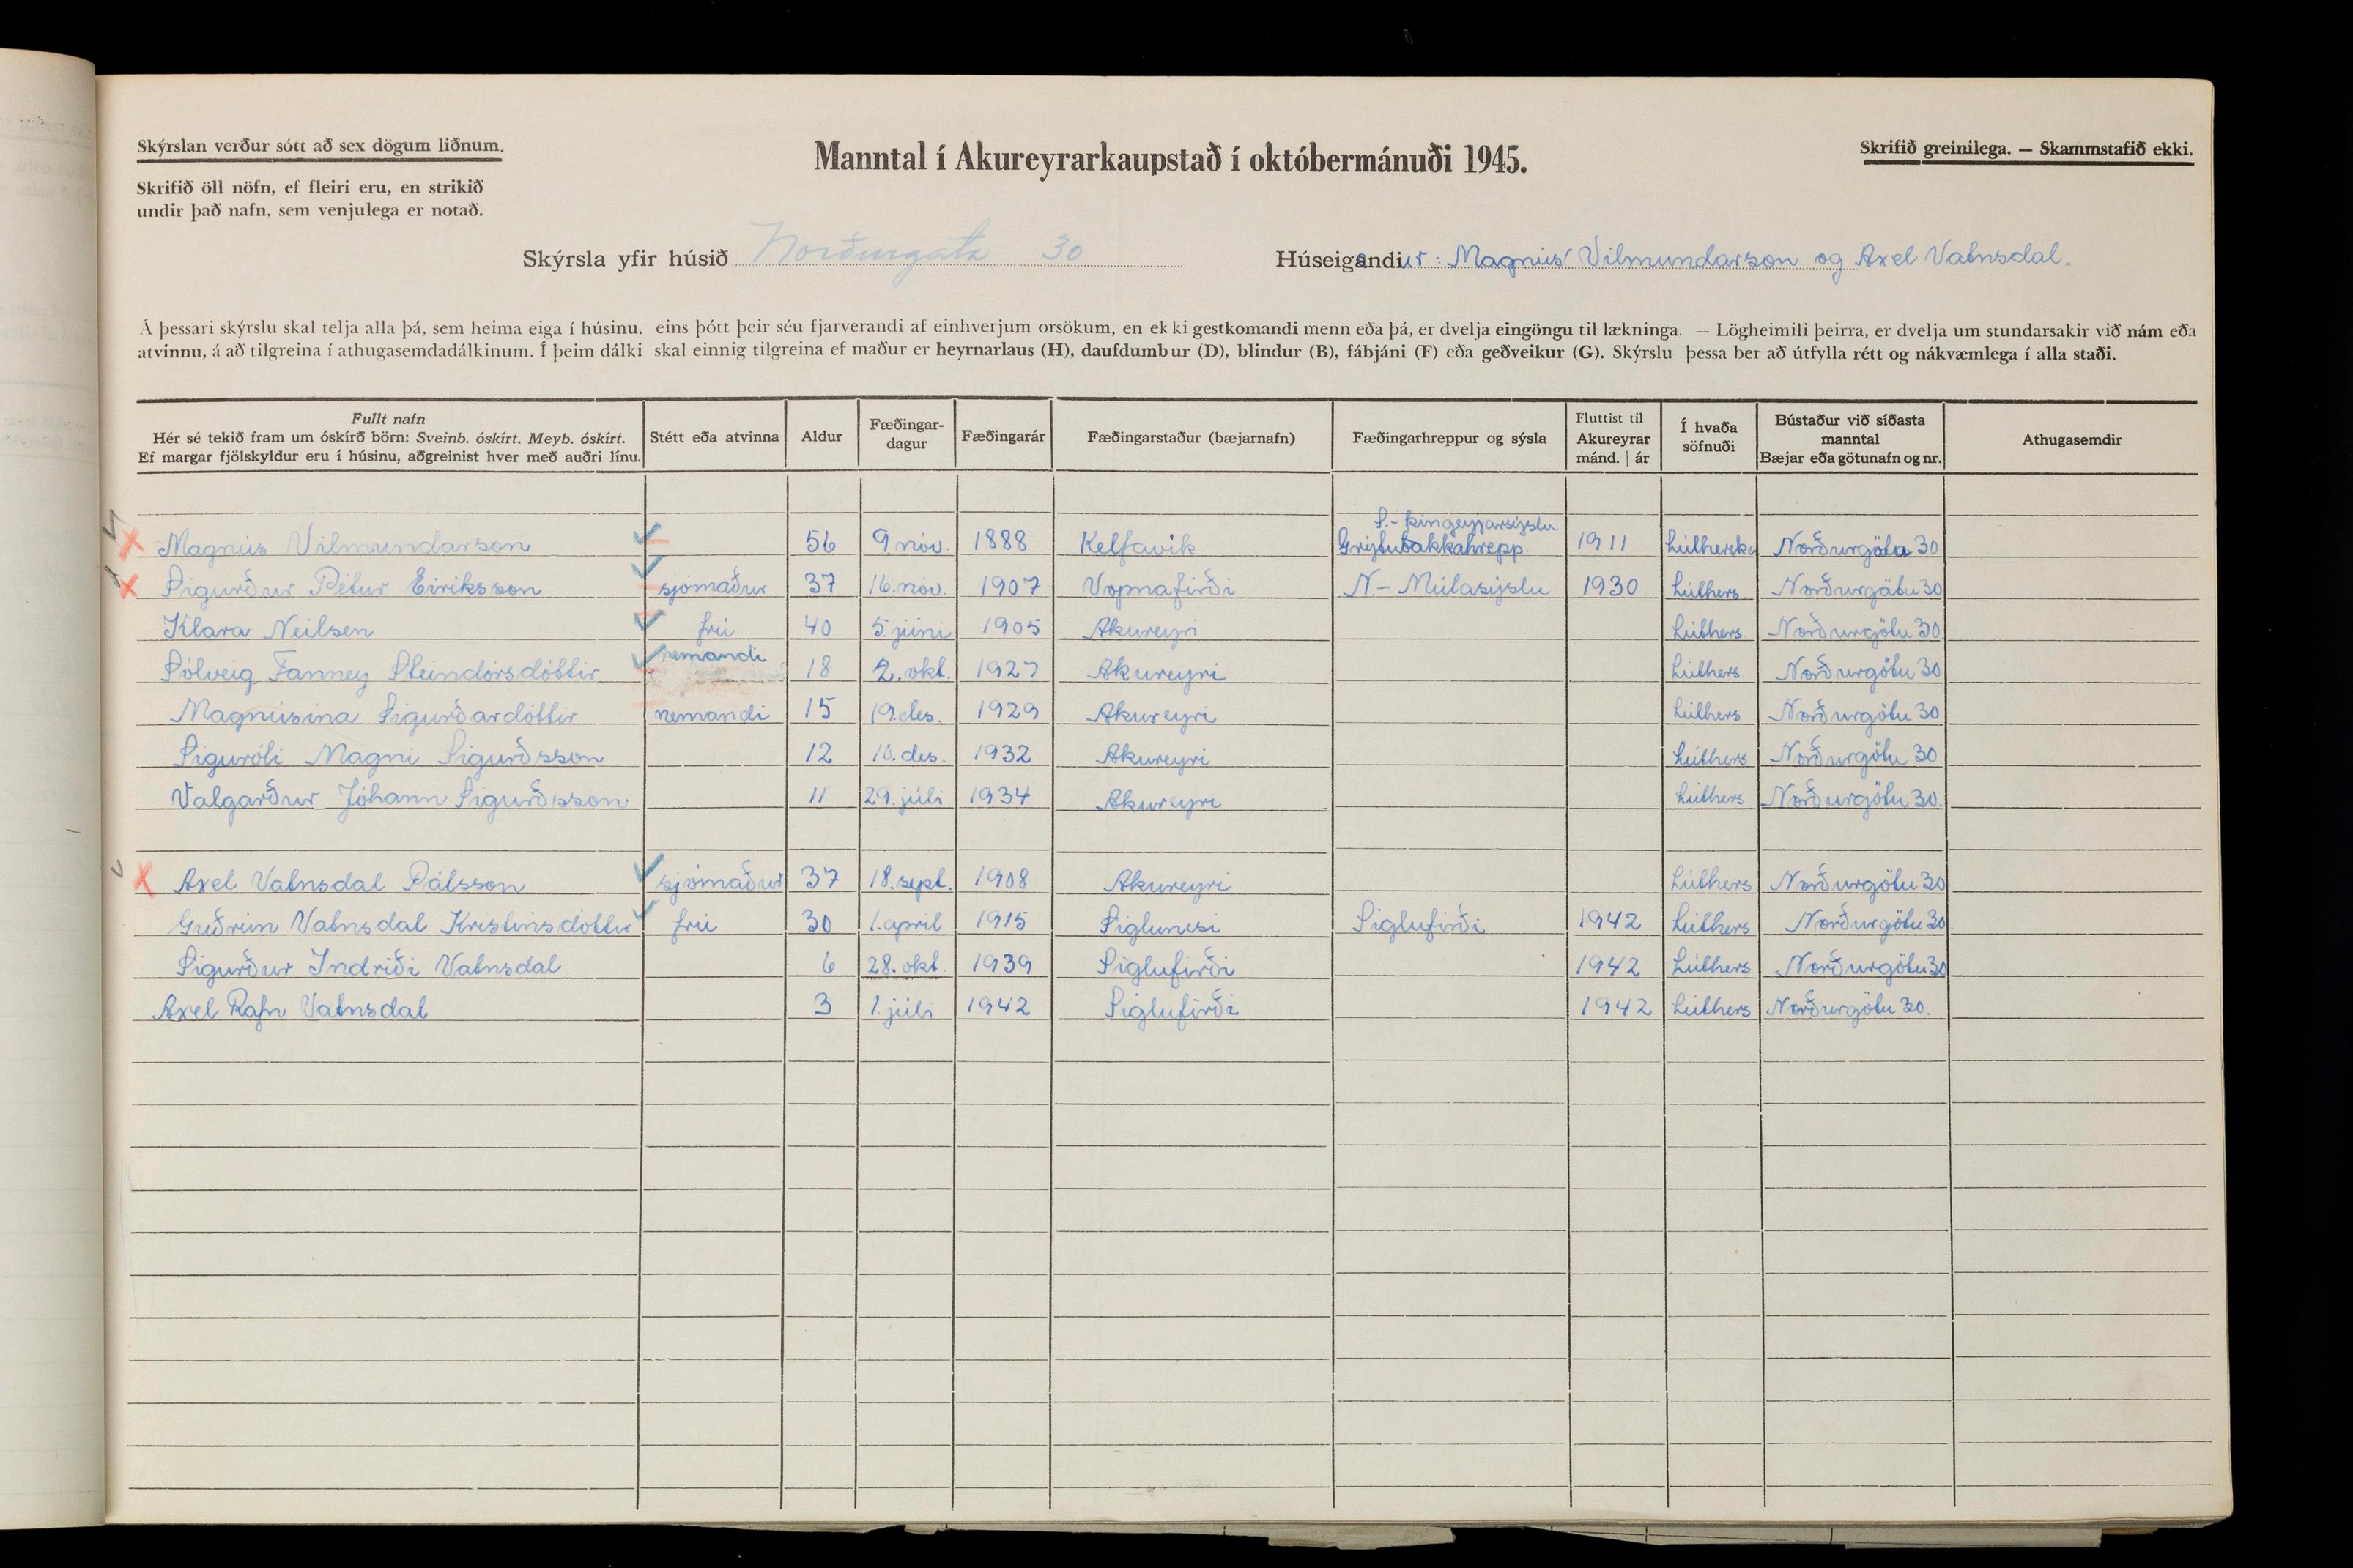 Skýrslan verður sótt að sex dögum liðnum.
Manntal í Akureyrarkaupstað í októbermánuði 1945.
Skrifið greinilega. — Skammstafið ekki.
Skrifið öll nöfn, ef fleiri eru, en strikið
undir það nafn, sem venjulega er notað.
Skýrsla yfir húsið Norðurgata 30
Húseigandi ur: Magnús Vilmundarson og Axel Vatnsdal.
Á þessari skýrslu skal telja alla þá, sem heima eiga í húsinu, eins þótt þeir séu fjarverandi af einhverjum orsökum, en ekki gestkomandi menn eða þá, er dvelja eingöngu til lækninga. — Lögheimili þeirra, er dvelja um stundarsakir við nám eða
atvinnu, á að tilgreina í athugasemdadálkinum. Í þeim dálki skal einnig tilgreina ef maður er heyrnarlaus (H), daufdumbur (D), blindur (B), fábjáni (F) eða geðveikur (G). Skýrslu þessa ber að útfylla rétt og nákvæmlega í alla staði.
Fullt nafn
Hér sé tekið fram um óskírð börn: Sveinb. óskírt. Meyb. óskírt.
Ef margar fjölskyldur eru í húsinu, aðgreinist hver með auðri línu.
Stétt eða atvinna
Aldur
Fæðingar-
dagur
Fæðingarár
Fæðingarstaður (bæjarnafn)
Fæðingarhreppur og sýsla
Fluttist til
Akureyrar
mánd. | ár
Í hvaða
söfnuði
Bústaður við síðasta
manntal
Bæjar eða götunafn og nr.
Athugasemdir
S.-Þingeyjarsýslu
Magnús Vilmundarson 56 9. nóv. 1888 Kelfavík Grýtubakkahrepp. 1911 Lútherska Norðurgöta 30
Sigurður Pétur Eiríksson sjómaður 37 16. nóv. 1907 Vopnafirði N.-Múlasýslu 1930 Lúthers Norðurgötu 30
Klara Neilsen frú 40 5. júní 1905 Akureyri Lúthers. Norðurgötu 30
Sólveig Fanney Steindórsdóttir nemandi 18 2. okt. 1927 Akureyri Lúthers Norðurgötu 30
Magnúsína Sigurðardóttir nemandi 15 19. des. 1929 Akureyri Lúthers Norðurgötu 30
Siguróli Magni Sigurðsson 12 10. des. 1932 Akureyri Lúthers Norðurgötu 30
Valgarður Jóhann Sigurðsson 11 29. júlí 1934 Akureyri Lúthers. Norðurgötu 30.
Axel Vatnsdal Pálsson sjómaður 37 18. sept. 1908 Akureyri Lúthers Norðurgötu 30
Guðrún Vatnsdal Kristinsdóttir frú 30 1. apríl 1915 Siglunesi Siglufirði 1942 Lúthers Norðurgötu 30
Sigurður Indriði Vatnsdal 6 28. okt. 1939 Siglufirði 1942 Lúthers Norðurgötu 30
Axel Rafn Vatnsdal 3 1. júlí 1942 Siglufirði 1942 Lúthers Norðurgötu 30.